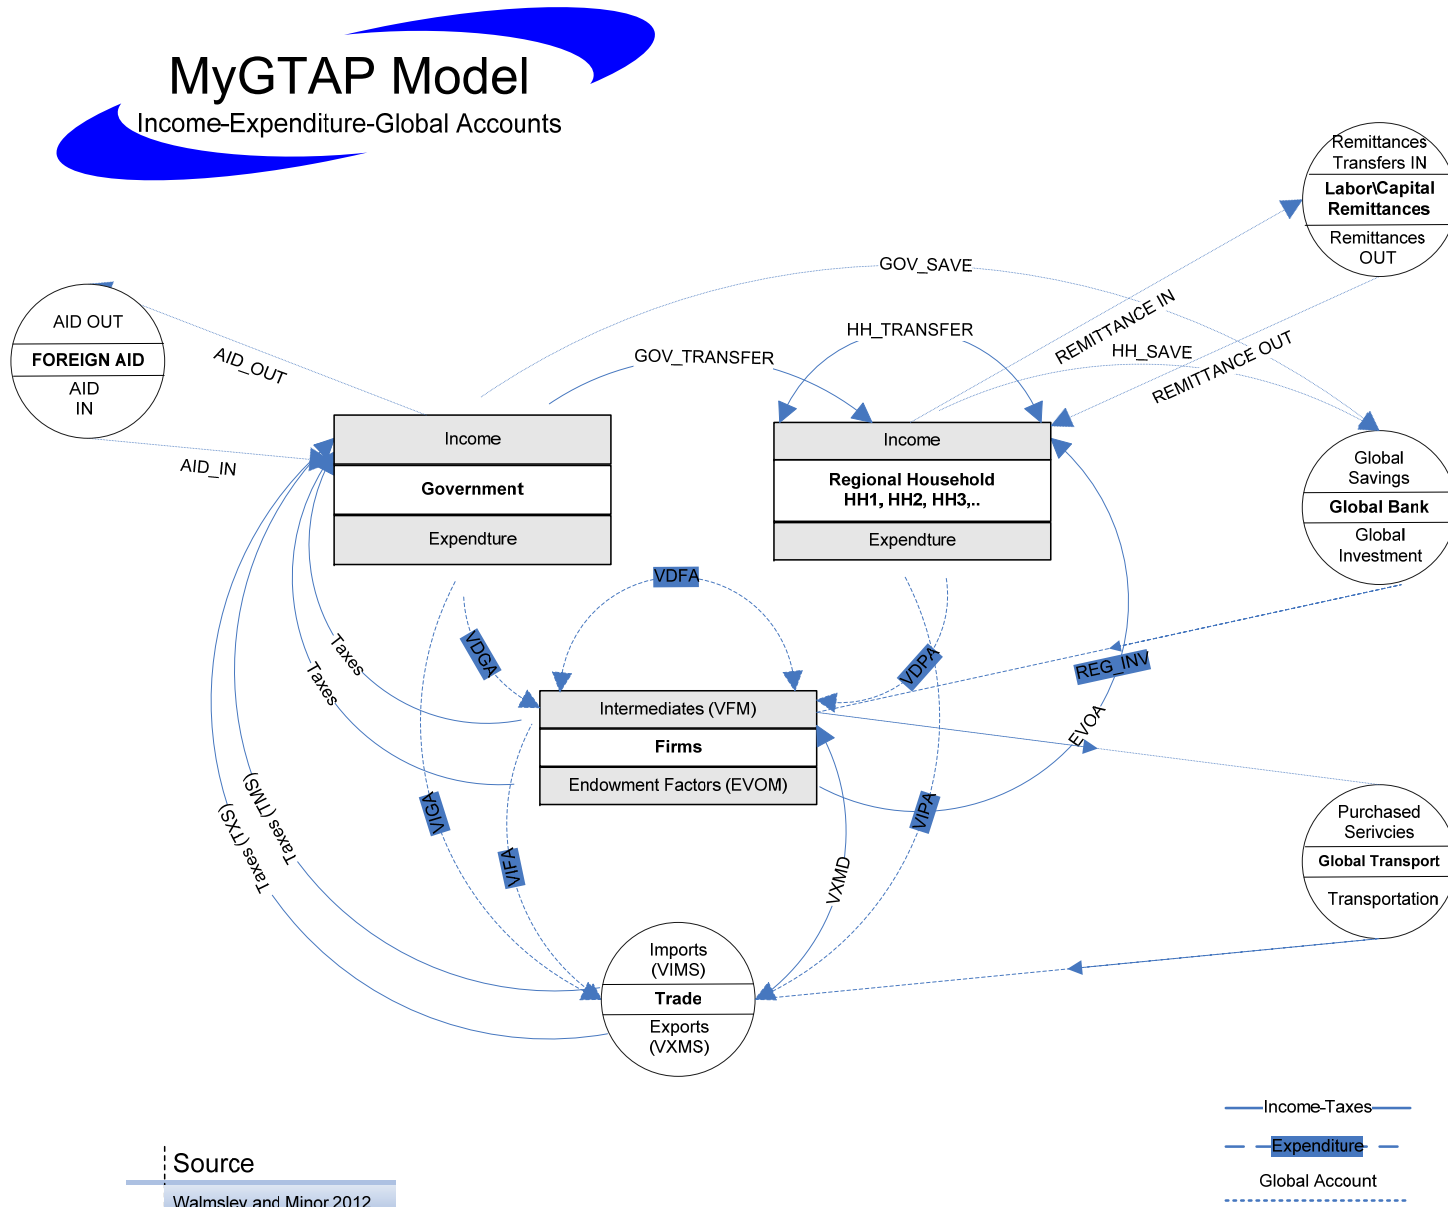 MyGTAP Model
Income-Expenditure-Global Accounts
Remittances
Transfers IN
Labor\Capital
Remittances
Remittances
OUT
GOV_SAVE
REMITTANCE IN
HH_TRANSFER
HH_SAVE
REMITTANCE OUT
GOV_TRANSFER
AID OUT
FOREIGN AID
AID
IN
AID_OUT
AID_IN
Income
Government
Expendture
Income
Regional Household
HH1, HH2, HH3,..
Expendture
Global
Savings
Global Bank
Global
Investment
VDFA
VDGA
VDPA
REG_INV
Taxes
Taxes
Intermediates (VFM)
Firms
Endowment Factors (EVOM)
EVOA
VIGA
VIFA
VIPA
VXMD
Taxes (TMS)
Taxes (TXS)
Purchased
Serivcies
Global Transport
Transportation
Imports
(VIMS)
Trade
Exports
(VXMS)
Income-Taxes
Expenditure
Global Account
Source
Walmsley and Minor 2012